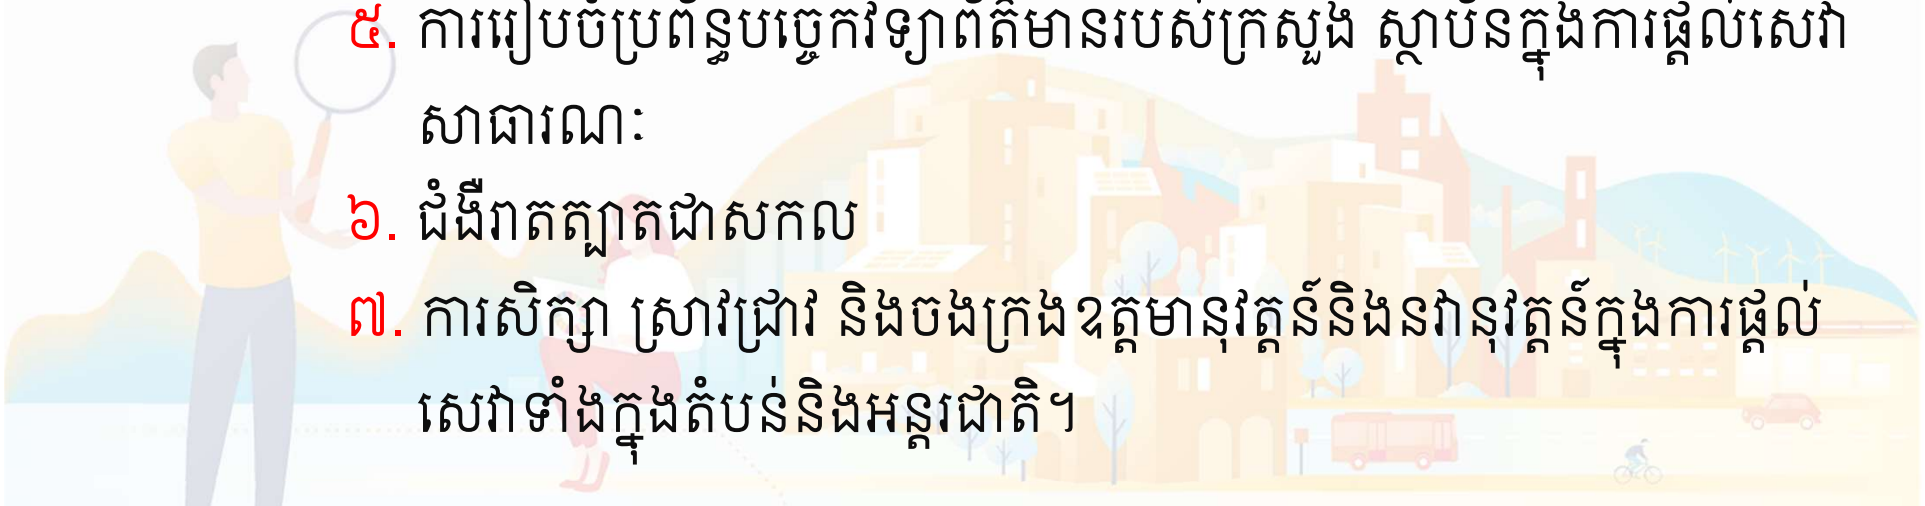 ៥. ការរៀបចំប្រព័ន្ធបច្ចេកវិទ្យាព័ត៌មានរបស់ក្រសួង ស្ថាប័នក្នុងការផ្តល់សេវា
សាធារណៈ
៦. ជំងឺរាតត្បាតជាសកល
៧. ការសិក្សា ស្រាវជ្រាវ និងចងក្រងឧត្តមានុវត្តន៍និងនវានុវត្តន៍ក្នុងការផ្តល់
សេវាទាំងក្នុងតំបន់និងអន្តរជាតិ។